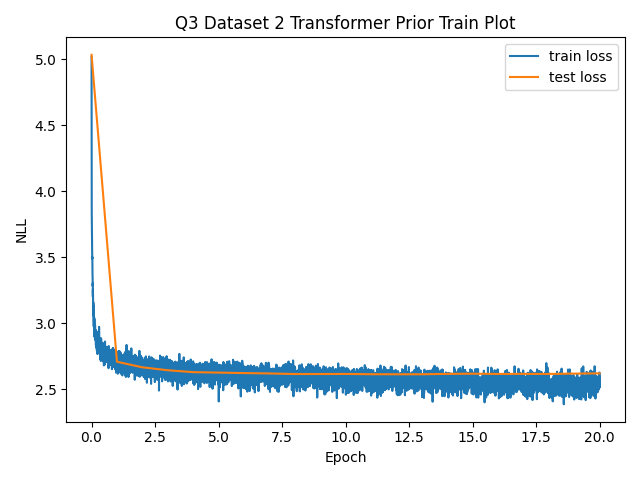 Q3 Dataset 2 Transformer Prior Train Plot
train loss
test loss
NLL
5.0
4.5
4.0
3.5
3.0
2.5
0.0 2.5 5.0 7.5 10.0 12.5 15.0 17.5 20.0
Epoch